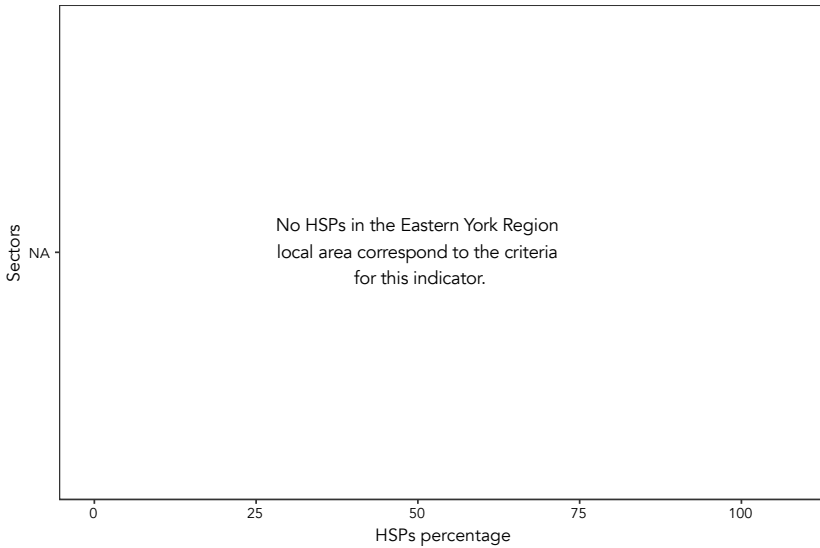 No HSPs in the Eastern York Region
local area correspond to the criteria
for this indicator.
Sectors
NA
0 25 50 75 100
HSPs percentage